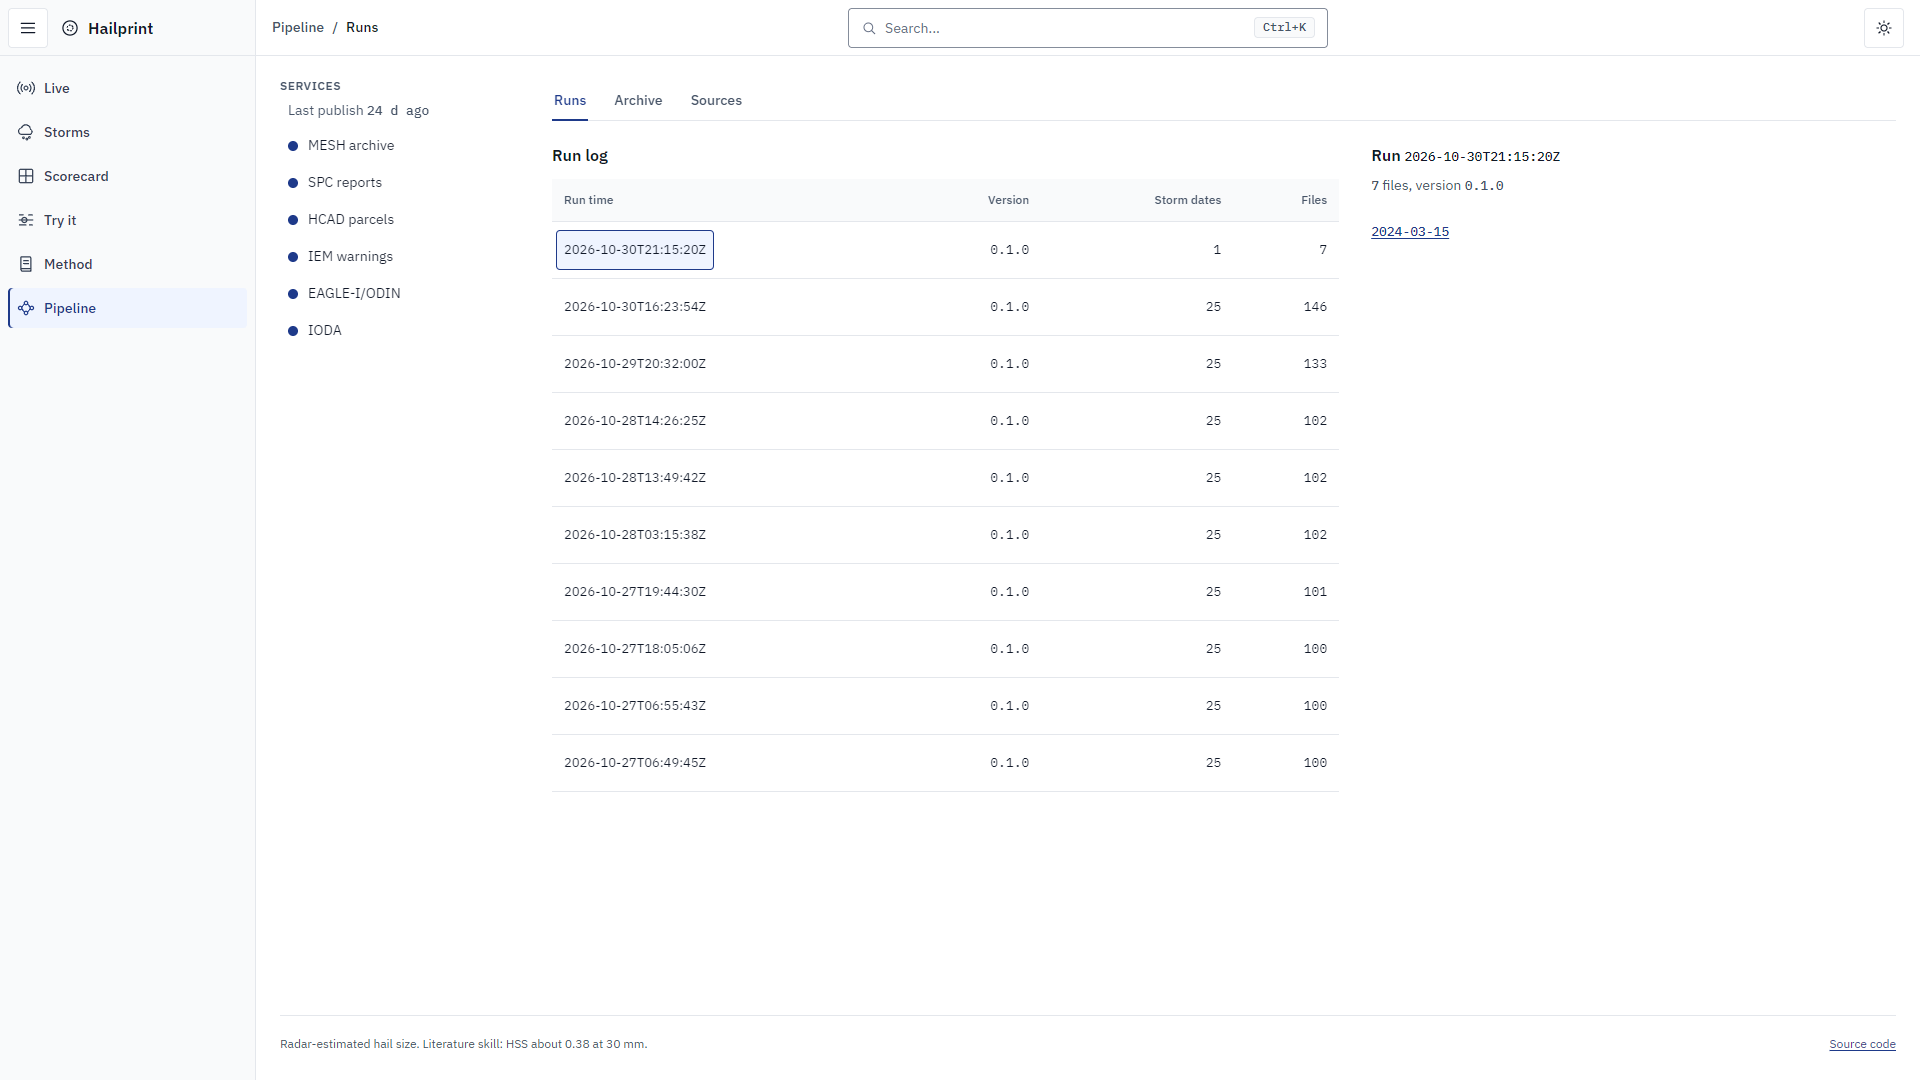 Hailprint
Pipeline / Runs
Search...
Ctrl+K
Live
Storms
Scorecard
Try it
Method
Pipeline
SERVICES
Last publish 24 d ago
MESH archive
SPC reports
HCAD parcels
IEM warnings
EAGLE-I/ODIN
IODA
Runs Archive Sources
Run log
Run time Version Storm dates Files
2026-10-30T21:15:20Z 0.1.0 1 7
2026-10-30T16:23:54Z 0.1.0 25 146
2026-10-29T20:32:00Z 0.1.0 25 133
2026-10-28T14:26:25Z 0.1.0 25 102
2026-10-28T13:49:42Z 0.1.0 25 102
2026-10-28T03:15:38Z 0.1.0 25 102
2026-10-27T19:44:30Z 0.1.0 25 101
2026-10-27T18:05:06Z 0.1.0 25 100
2026-10-27T06:55:43Z 0.1.0 25 100
2026-10-27T06:49:45Z 0.1.0 25 100
Run 2026-10-30T21:15:20Z
7 files, version 0.1.0
2024-03-15
Radar-estimated hail size. Literature skill: HSS about 0.38 at 30 mm.
Source code